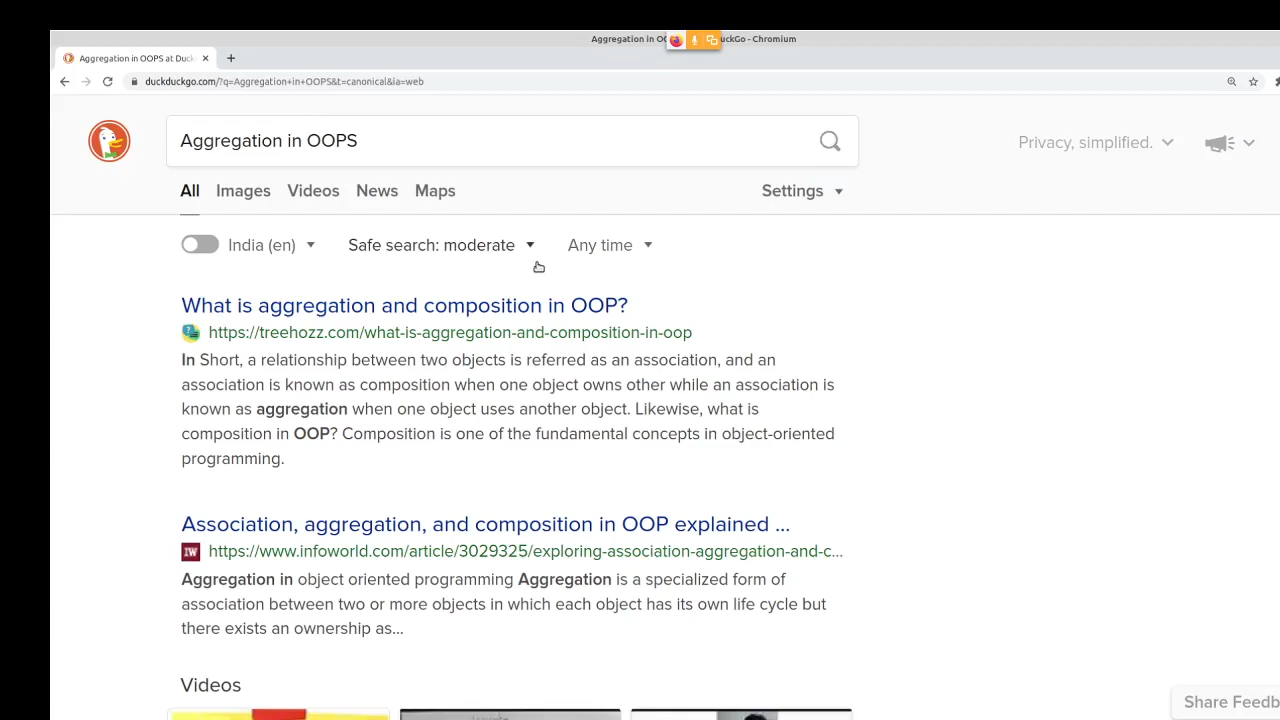 Aggregation in OO uckGo - Chromium
Aggregation in OOPS at Duck
duckduckgo.com/?q=Aggregation+in+OOPS&t=canonical&ia=web
Aggregation in OOPS
Privacy, simplified.
All Images Videos News Maps Settings
India (en) Safe search: moderate Any time
What is aggregation and composition in OOP?
https://treehozz.com/what-is-aggregation-and-composition-in-oop
In Short, a relationship between two objects is referred as an association, and an
association is known as composition when one object owns other while an association is
known as aggregation when one object uses another object. Likewise, what is
composition in OOP? Composition is one of the fundamental concepts in object-oriented
programming.
Association, aggregation, and composition in OOP explained ...
IW https://www.infoworld.com/article/3029325/exploring-association-aggregation-and-c...
Aggregation in object oriented programming Aggregation is a specialized form of
association between two or more objects in which each object has its own life cycle but
there exists an ownership as...
Videos
Share Feedb